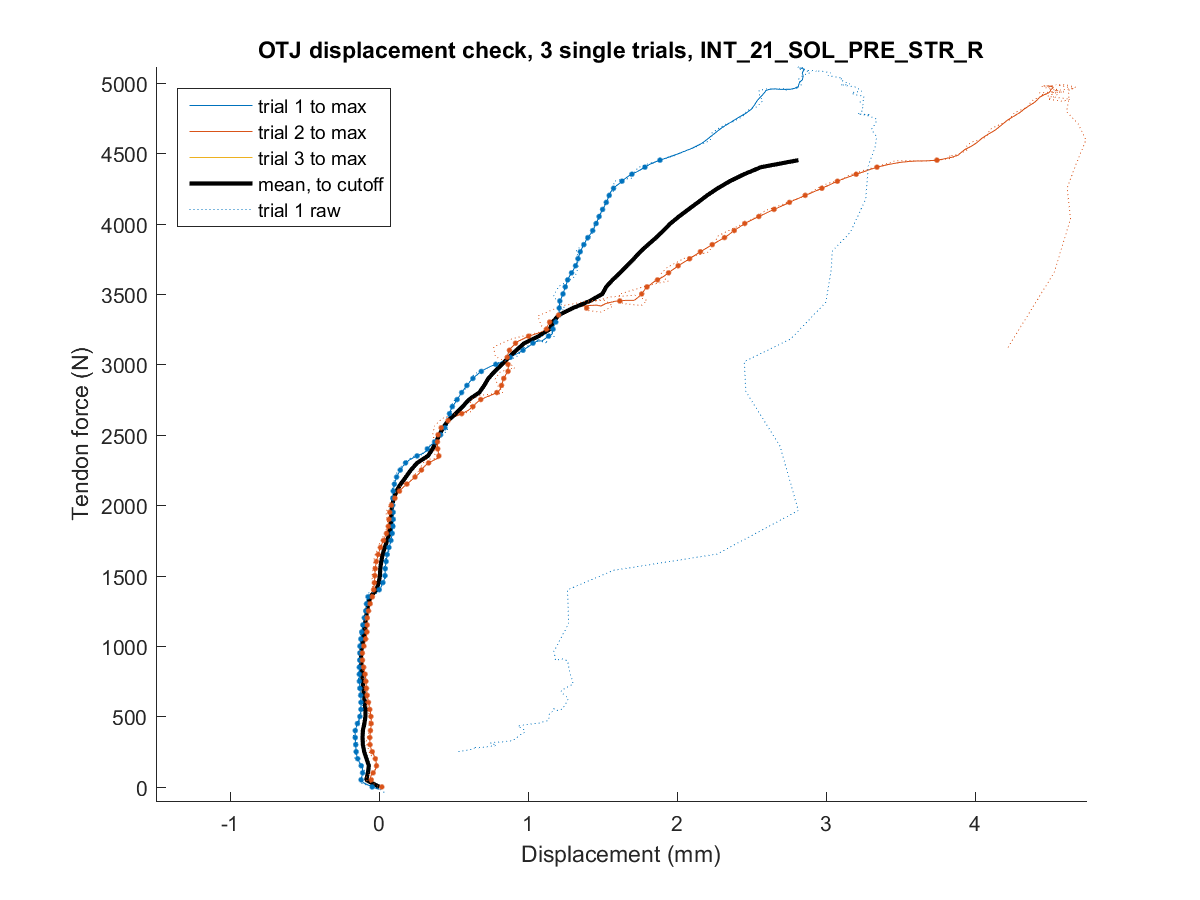 OTJ displacement check, 3 single trials, INT_21_SOL_PRE_STR_R
trial 1 to max
trial 2 to max
trial 3 to max
mean, to cutoff
trial 1 raw
5000
4500
4000
3500
3000
2500
2000
1500
1000
500
0
Tendon force (N)
-1
0
1
2
3
4
Displacement (mm)